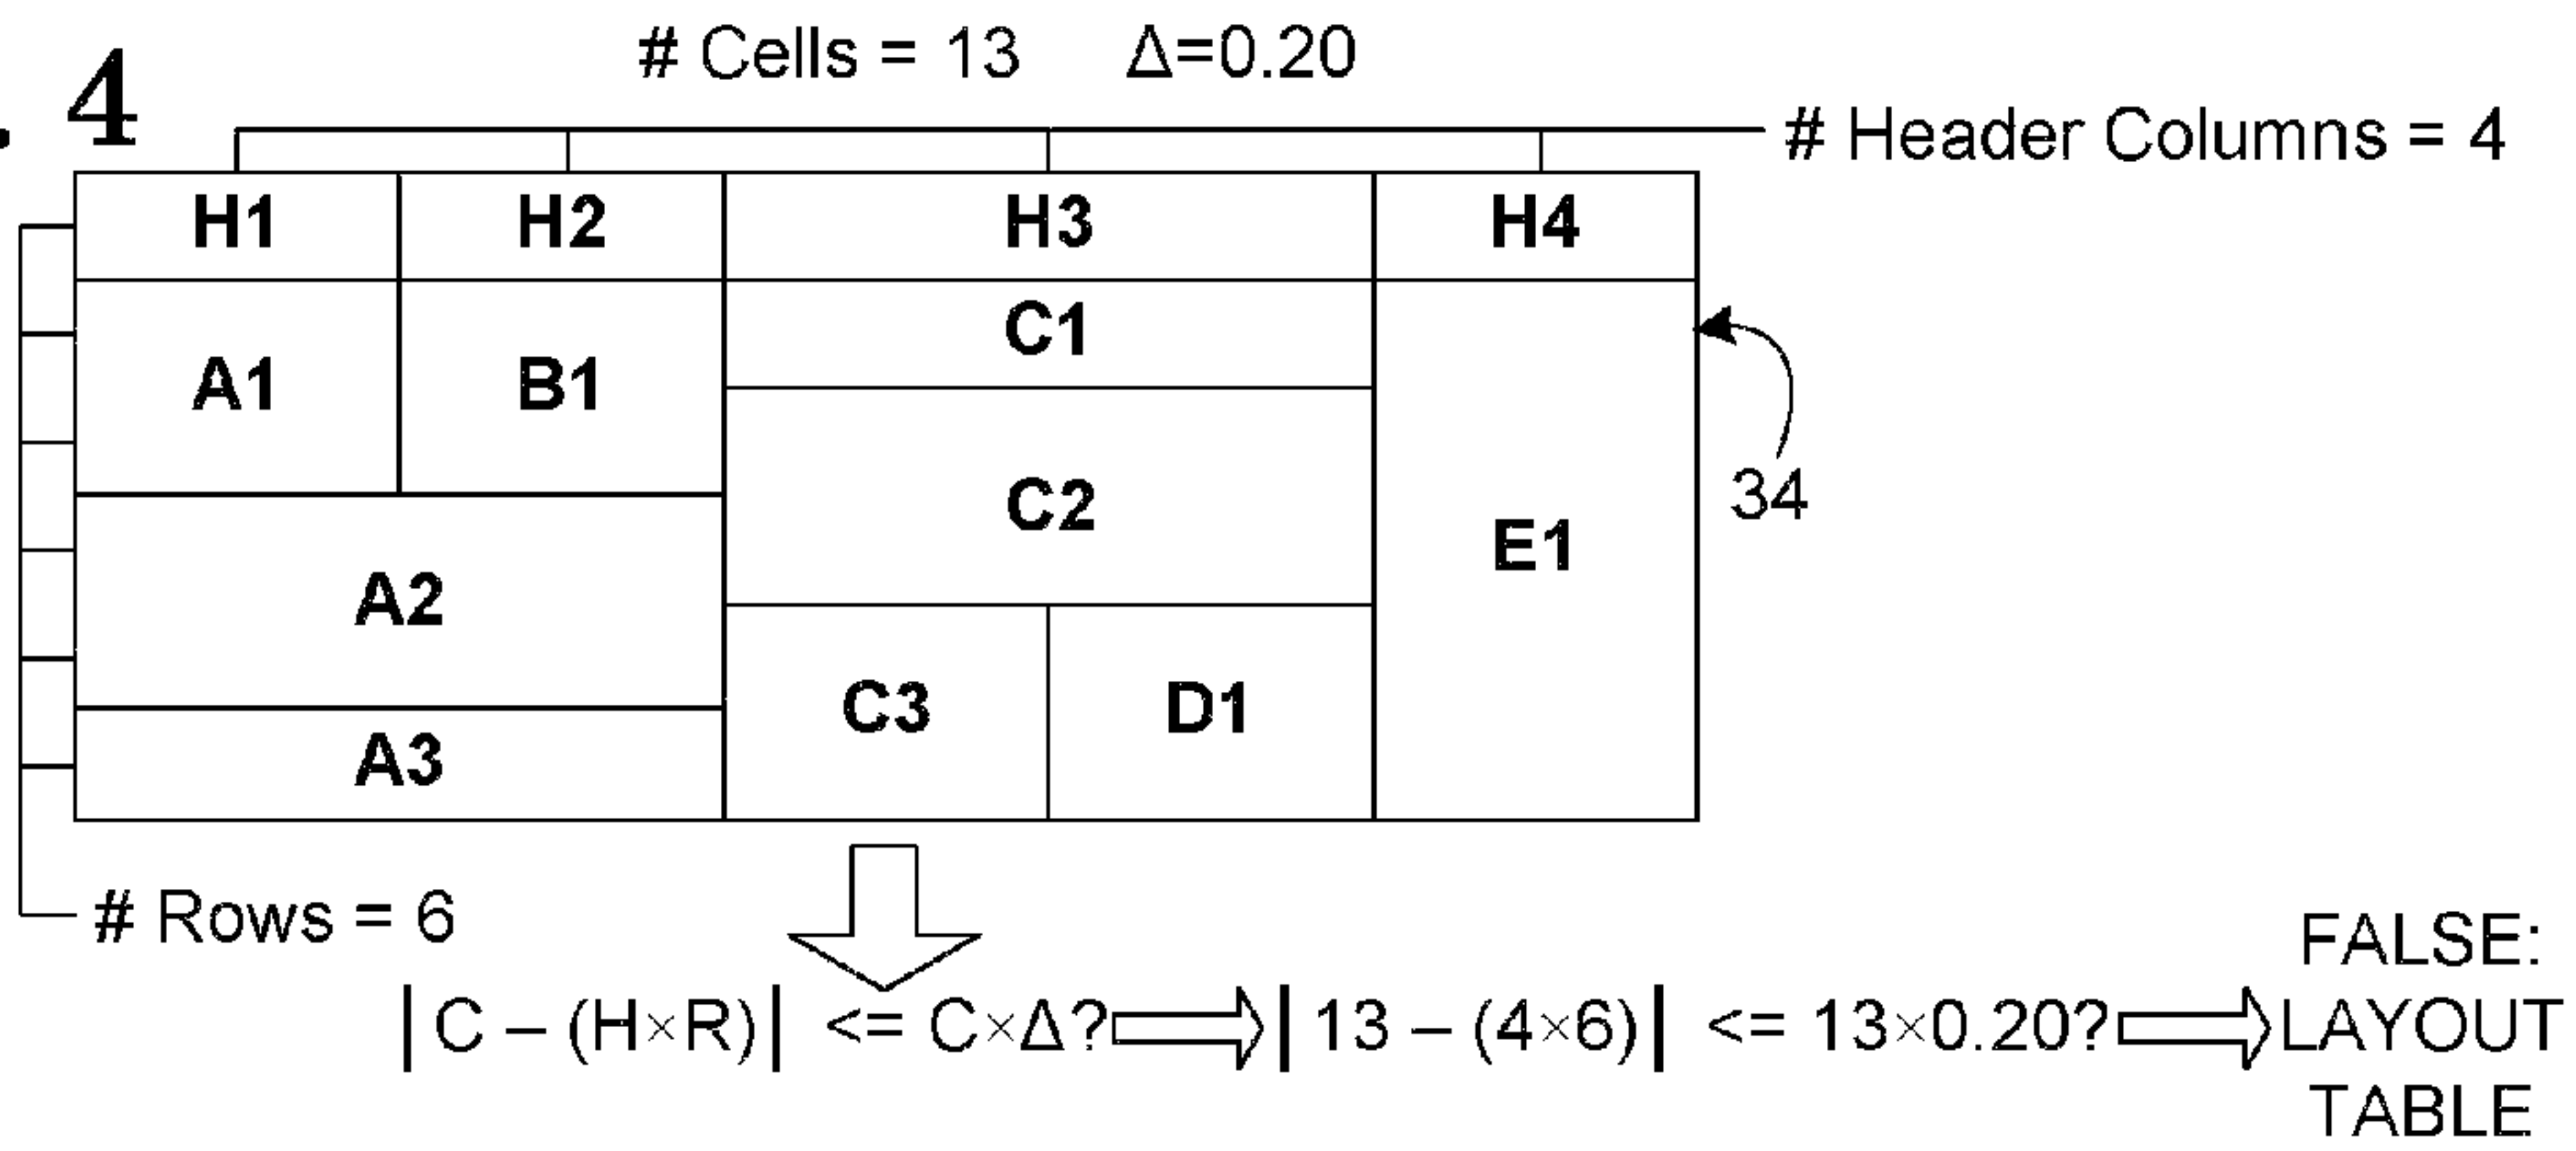 . 4
# Cells = 13 Δ=0.20
# Header Columns = 4
H1 H2 H3 H4
C1
A1 B1
C2
34
E1
A2
C3 D1
A3
# Rows = 6
|C – (H×R)| <= C×Δ? |13 – (4×6)| <= 13×0.20?
FALSE:
LAYOUT
TABLE